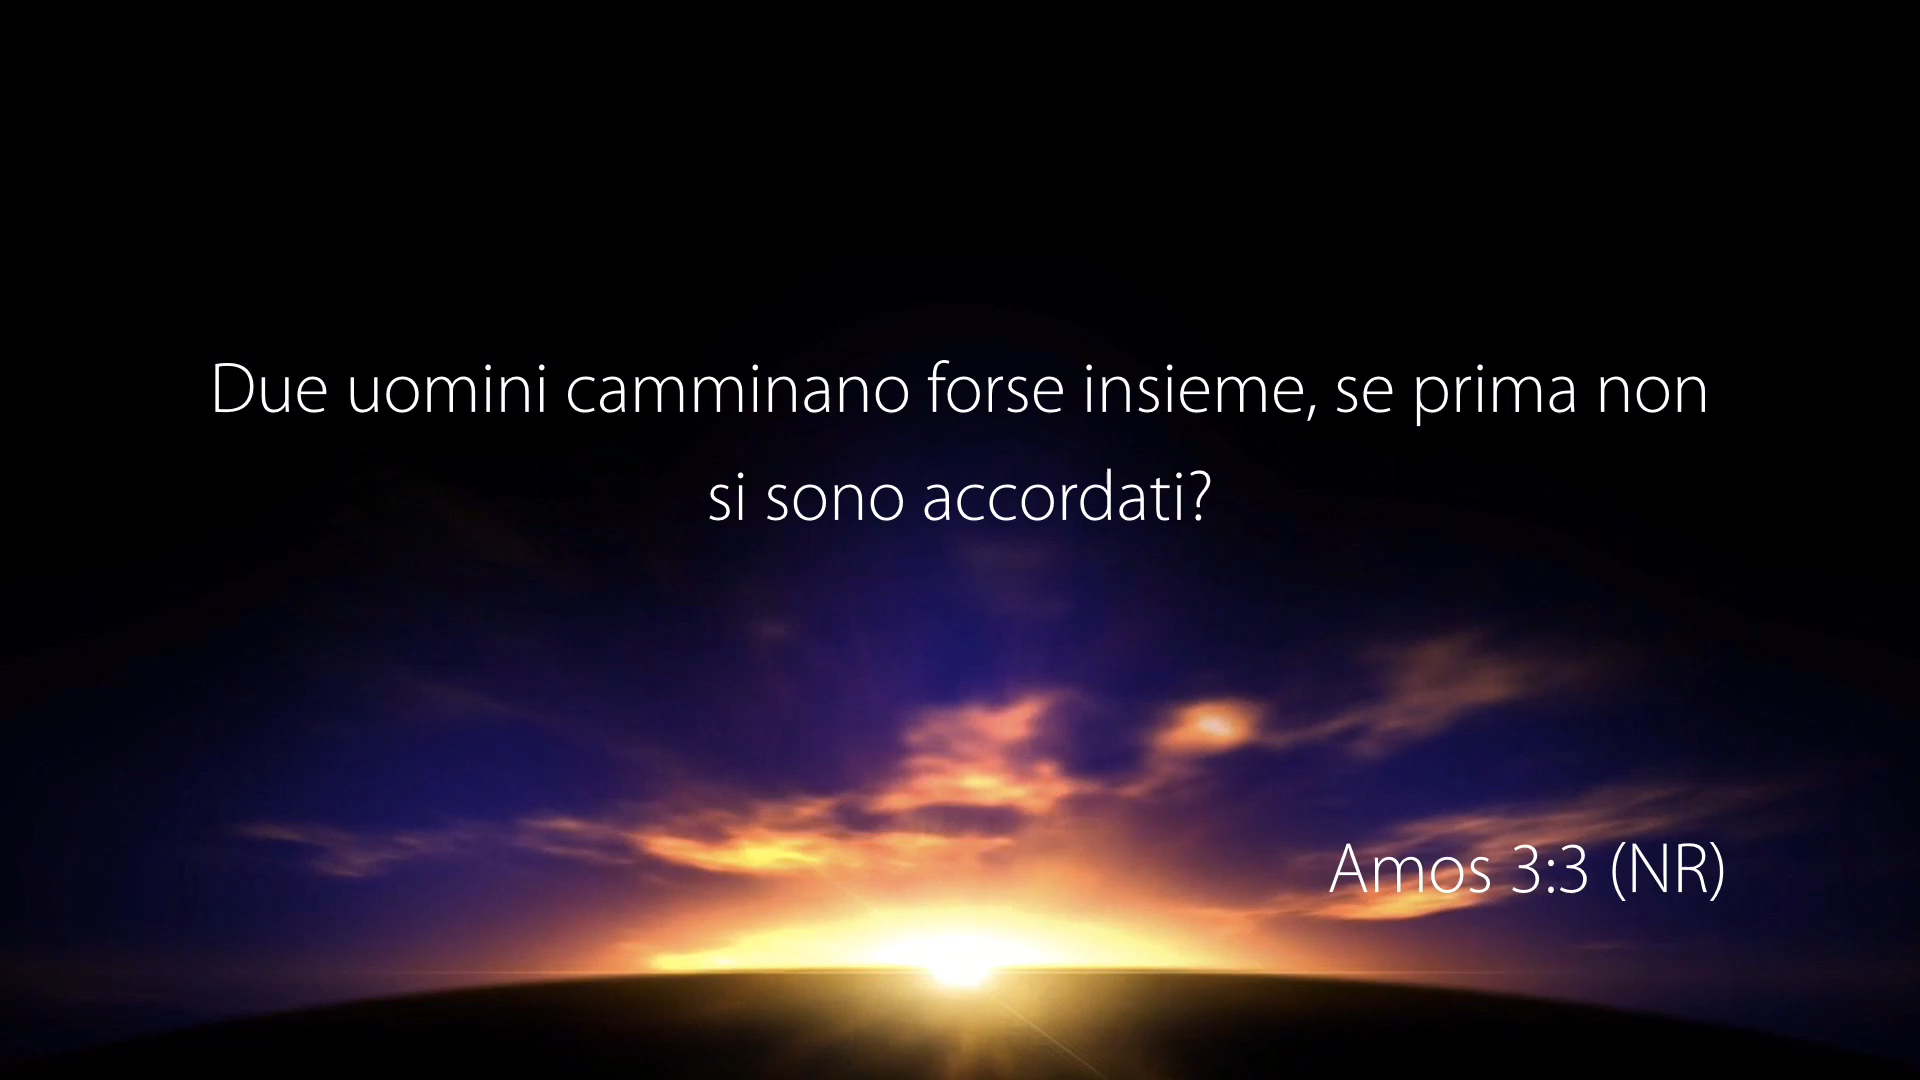 Due uomini camminano forse insieme, se prima non
si sono accordati?
Amos 3:3 (NR)